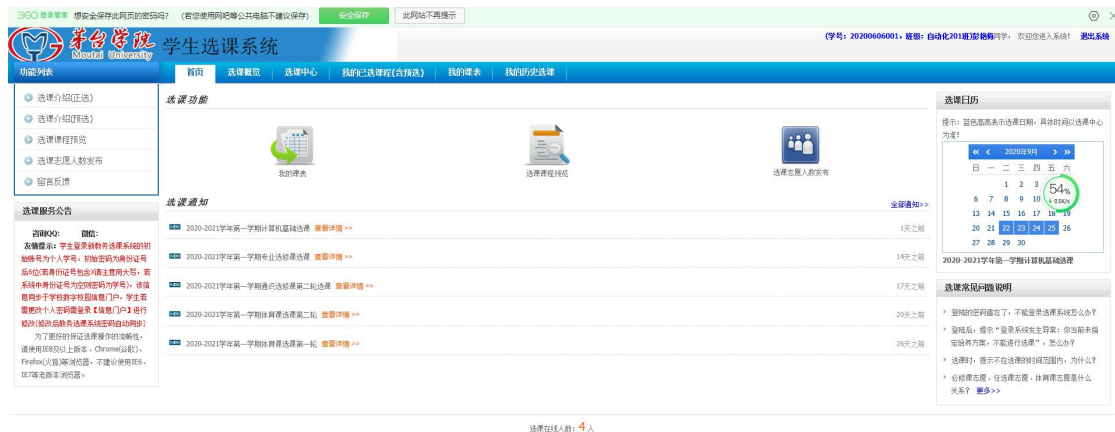 360登录管家 想安全保存此网页的密码吗？ （若您使用网吧等公共电脑不建议保存） 安全保存 此网站不再提示
茅台学院
Moutai University
学生选课系统
(学号：20200606001，班级：自动化201班)彭艳梅同学， 欢迎您进入系统！ 退出系统
功能列表
首页 选课概览 选课中心 我的已选课程(含预选) 我的课表 我的历史选课
选课介绍(正选)
选课介绍(预选)
选课课程预览
选课志愿人数发布
留言反馈
选课服务公告
咨询QQ： 微信：
友情提示：学生登录新教务选课系统的初
始账号为个人学号，初始密码为身份证号
后6位(若身份证号包含X请注意用大写，若
系统中身份证号为空则密码为学号)，该信
息同步于学校数字校园信息门户，学生若
需更改个人密码需登录【信息门户】进行
修改(修改后教务选课系统密码自动同步)
为了更好的保证选课操作的流畅性，
请使用IE8及以上版本、Chrome(谷歌)、
Firefox(火狐)等浏览器，不建议使用IE6、
IE7等老版本浏览器。
选课功能
我的课表
选课课程预览
选课志愿人数发布
选课通知
全部通知>>
NEW 2020-2021学年第一学期计算机基础选课 查看详情 >> 1天之前
NEW 2020-2021学年第一学期专业选修课选课 查看详情 >> 14天之前
NEW 2020-2021学年第一学期通识选修课第二轮选课 查看详情 >> 17天之前
NEW 2020-2021学年第一学期体育课选课第二轮 查看详情 >> 20天之前
NEW 2020-2021学年第一学期体育课选课第一轮 查看详情 >> 26天之前
选课日历
提示：蓝色高亮表示选课日期，具体时间以选课中心
为准！
2020年9月
日 一 二 三 四 五 六
1 2 3
6 7 8 9 10
13 14 15 16 17 18 19
20 21 22 23 24 25 26
27 28 29 30
54%
0.5K/s
2020-2021学年第一学期计算机基础选课
选课常见问题说明
登陆的密码遗忘了，不能登录选课系统怎么办？
登陆后，提示“登录系统发生异常：你当前未指
定培养方案，不能进行选课”，怎么办？
选课时，提示不在选课的时间范围内，为什么？
必修课志愿、任选课志愿、体育课志愿是什么
关系？ 更多>>
选课在线人数：4 人